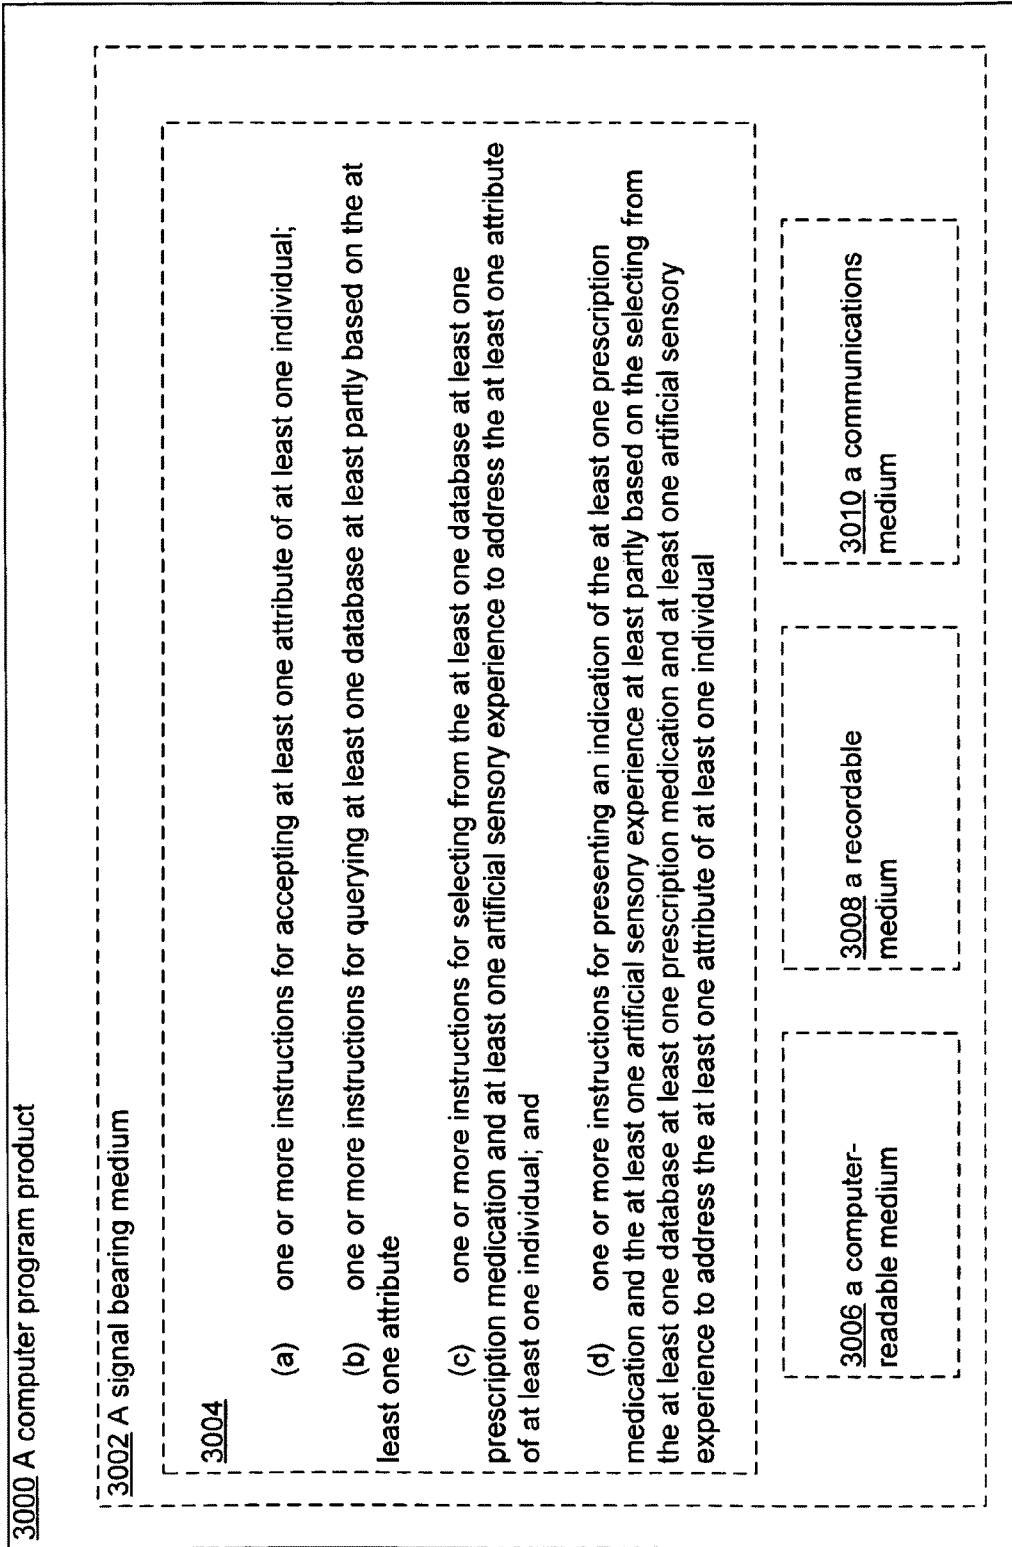 3000 A computer program product
3002 A signal bearing medium
3004
(a) one or more instructions for accepting at least one attribute of at least one individual;
(b) one or more instructions for querying at least one database at least partly based on the at
least one attribute
(c) one or more instructions for selecting from the at least one database at least one
prescription medication and at least one artificial sensory experience to address the at least one attribute
of at least one individual; and
(d) one or more instructions for presenting an indication of the at least one prescription
medication and the at least one artificial sensory experience at least partly based on the selecting from
the at least one database at least one prescription medication and at least one artificial sensory
experience to address the at least one attribute of at least one individual
3006 a computer-
readable medium
3008 a recordable
medium
3010 a communications
medium